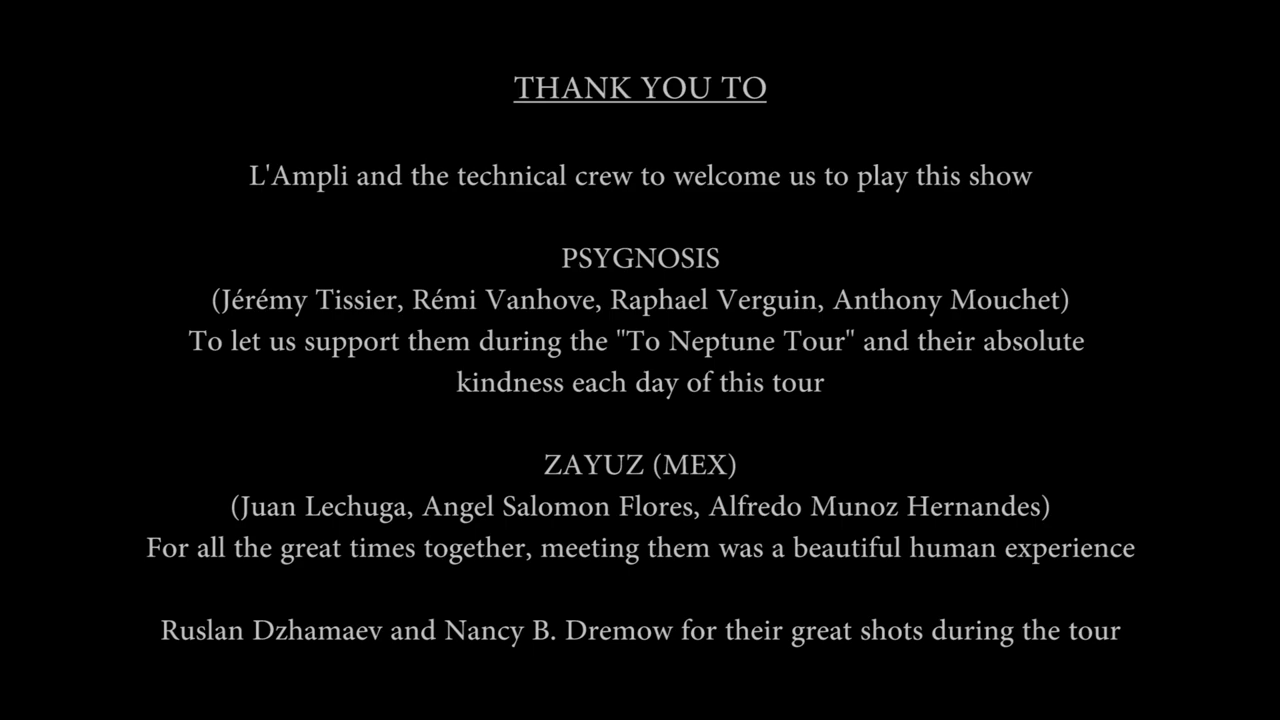 THANK YOU TO
L'Ampli and the technical crew to welcome us to play this show
PSYGNOSIS
(Jérémy Tissier, Rémi Vanhove, Raphael Verguin, Anthony Mouchet)
To let us support them during the "To Neptune Tour" and their absolute
kindness each day of this tour
ZAYUZ (MEX)
(Juan Lechuga, Angel Salomon Flores, Alfredo Munoz Hernandes)
For all the great times together, meeting them was a beautiful human experience
Ruslan Dzhamaev and Nancy B. Dremow for their great shots during the tour